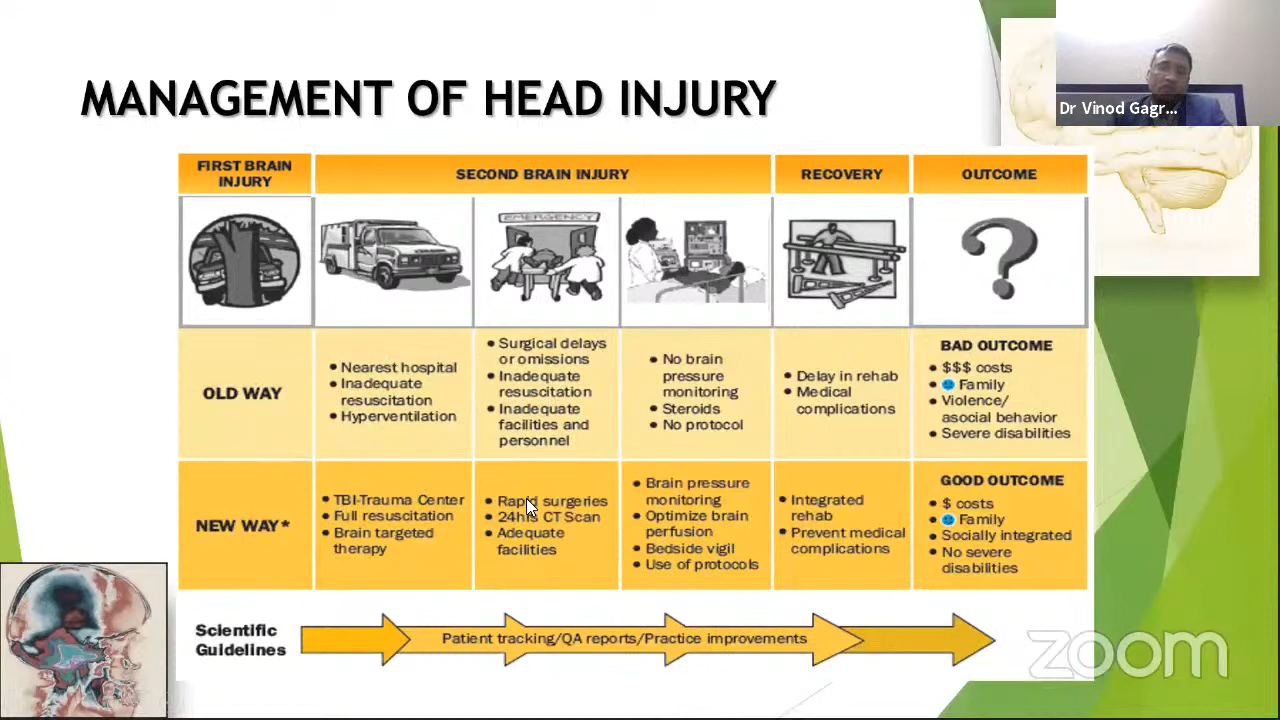 MANAGEMENT OF HEAD INJURY
Dr Vinod Gagr...
FIRST BRAIN
INJURY
SECOND BRAIN INJURY
RECOVERY
OUTCOME
EMERGENCY
OLD WAY
• Nearest hospital
• Inadequate
resuscitation
• Hyperventilation
• Surgical delays
or omissions
• Inadequate
resuscitation
• Inadequate
facilities and
personnel
• No brain
pressure
monitoring
• Steroids
• No protocol
• Delay in rehab
• Medical
complications
BAD OUTCOME
• $$$ costs
• Family
• Violence/
asocial behavior
• Severe disabilities
NEW WAY*
• TBI-Trauma Center
• Full resuscitation
• Brain targeted
therapy
• Rapid surgeries
• 24hrs CT Scan
• Adequate
facilities
• Brain pressure
monitoring
• Optimize brain
perfusion
• Bedside vigil
• Use of protocols
• Integrated
rehab
• Prevent medical
complications
GOOD OUTCOME
• $ costs
• Family
• Socially integrated
• No severe
disabilities
Scientific
Guidelines
Patient tracking/QA reports/Practice improvements
zoom